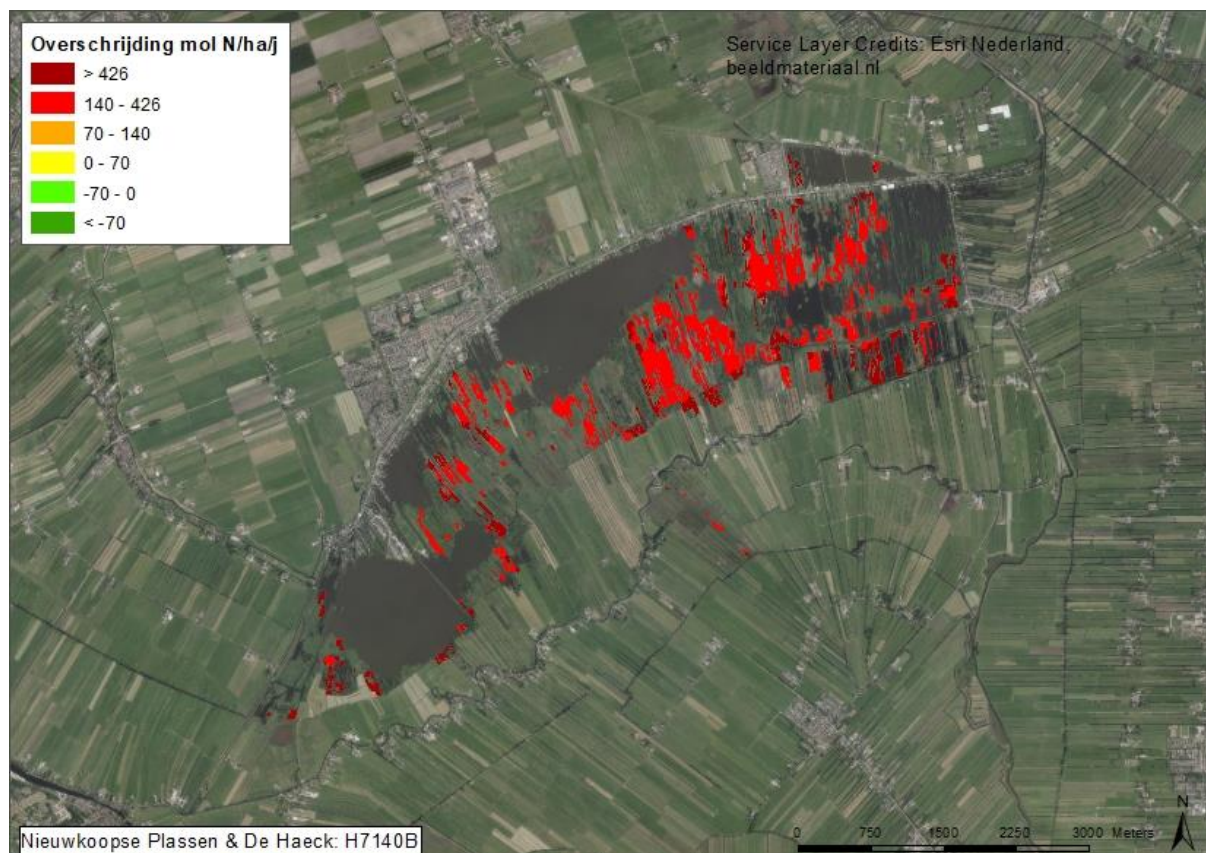 Overschrijding mol N/ha/j
> 426
140 - 426
70 - 140
0 - 70
-70 - 0
< -70
Service Layer Credits: Esri Nederland,
beeldmateriaal.nl
N
0 750 1500 2250 3000 Meters
Nieuwkoopse Plassen & De Haeck: H7140B